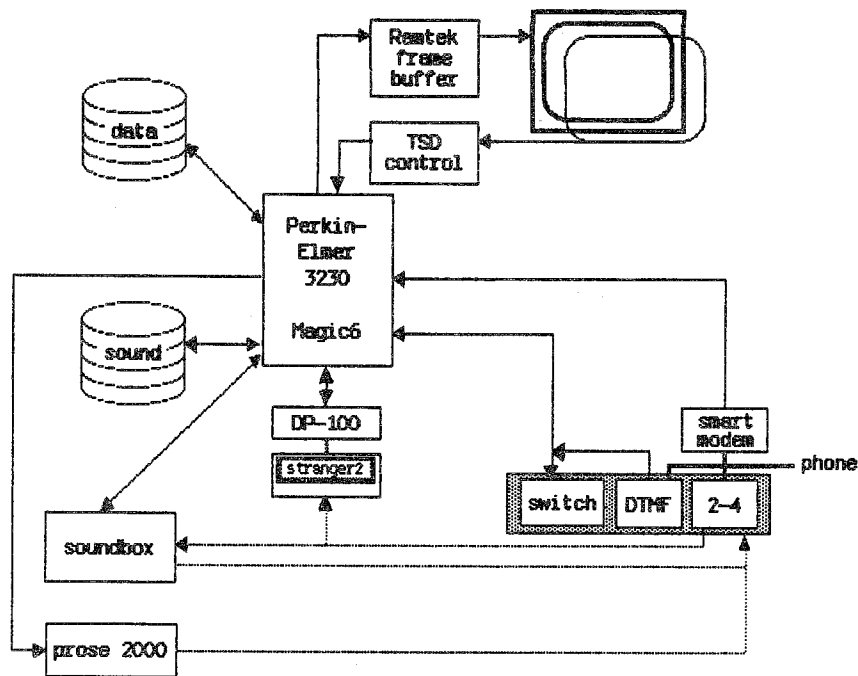 Ramtek
frame
buffer
data
TSD
control
Perkin-
Elmer
3230
Magic6
sound
DP-100
smart
modem
stranger2
phone
switch
DTMF
2-4
soundbox
prose 2000